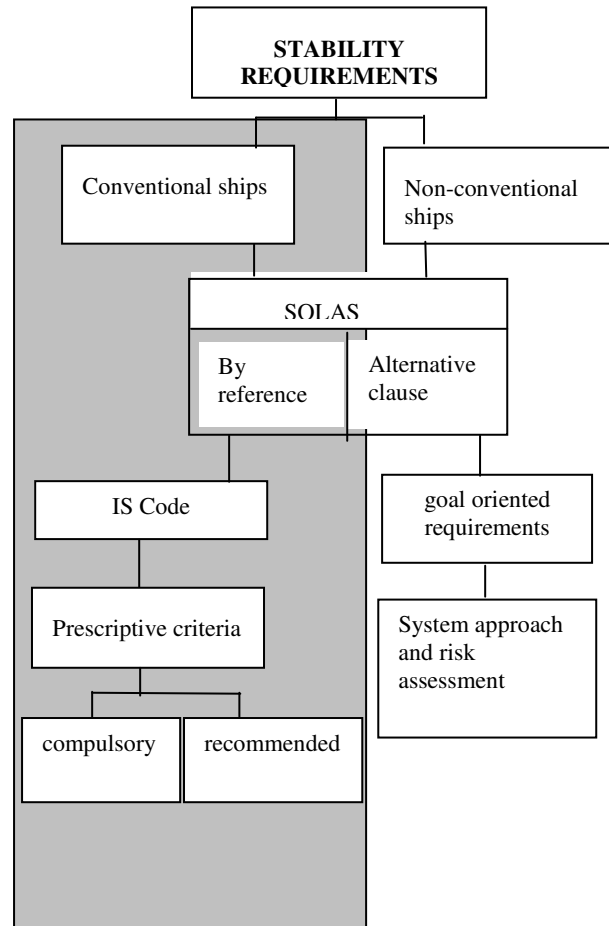 STABILITY
REQUIREMENTS
Conventional ships
Non-conventional
ships
SOLAS
By
reference
Alternative
clause
IS Code
goal oriented
requirements
Prescriptive criteria
System approach
and risk
assessment
compulsory
recommended